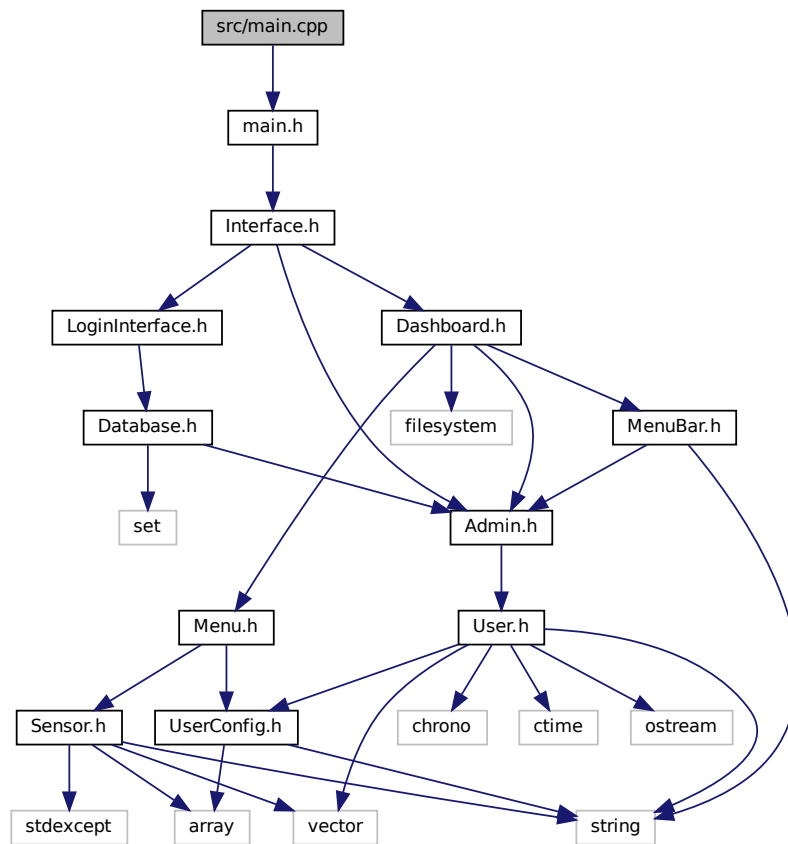 src/main.cpp
main.h
Interface.h
LoginInterface.h
Dashboard.h
Database.h
filesystem
MenuBar.h
set
Admin.h
Menu.h
User.h
Sensor.h
UserConfig.h
chrono
ctime
ostream
stdexcept
array
vector
string